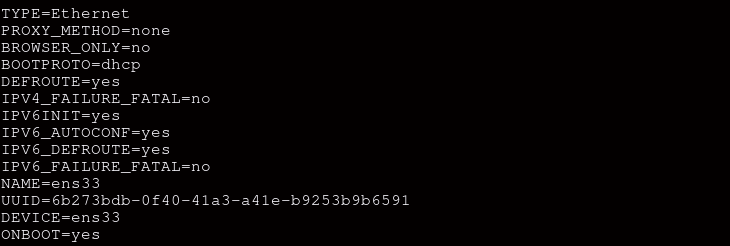 TYPE=Ethernet
PROXY_METHOD=none
BROWSER_ONLY=no
BOOTPROTO=dhcp
DEFROUTE=yes
IPV4_FAILURE_FATAL=no
IPV6INIT=yes
IPV6_AUTOCONF=yes
IPV6_DEFROUTE=yes
IPV6_FAILURE_FATAL=no
NAME=ens33
UUID=6b273bdb-0f40-41a3-a41e-b9253b9b6591
DEVICE=ens33
ONBOOT=yes